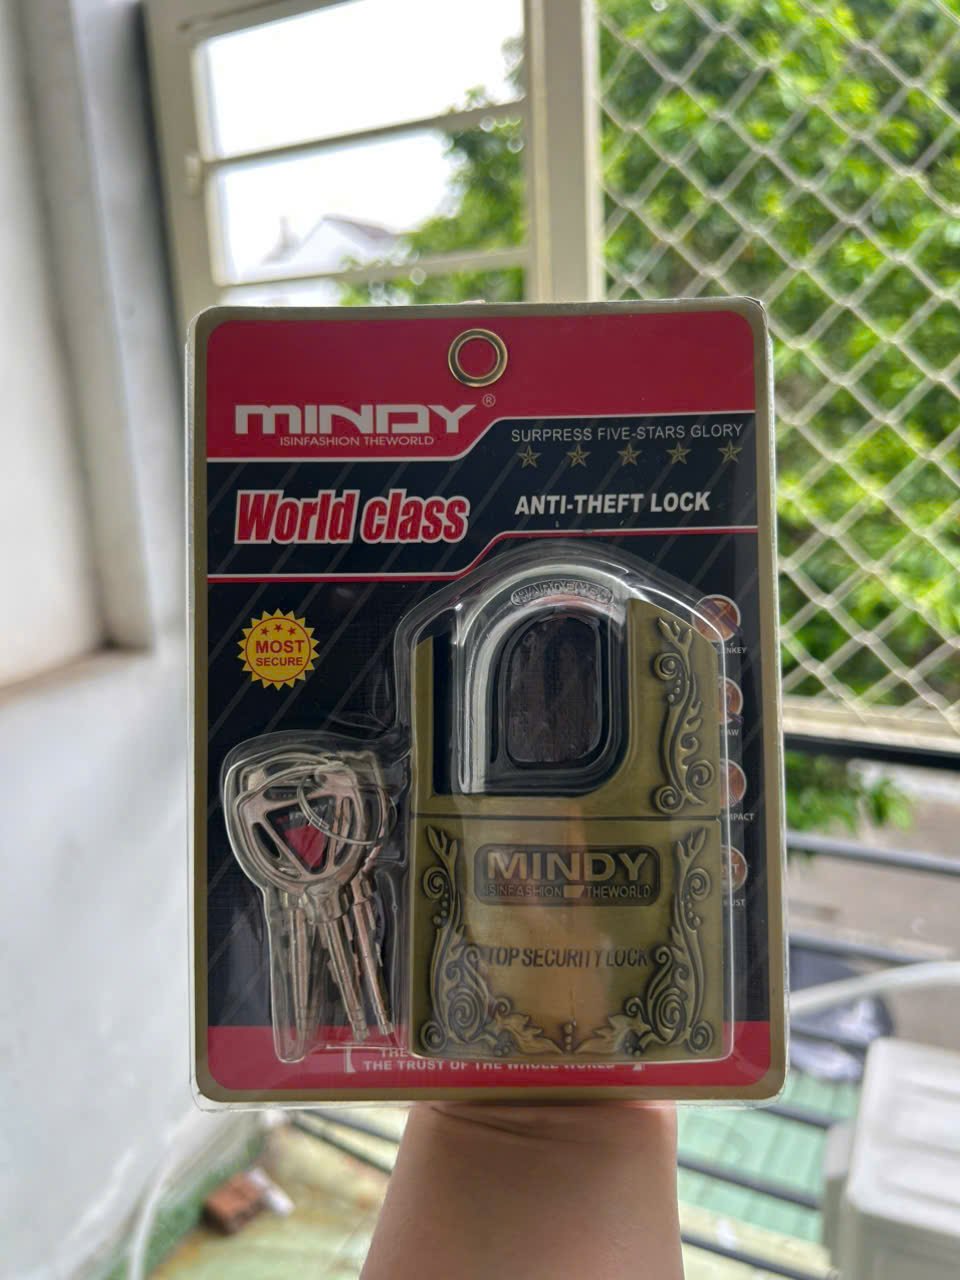 MINDY®
ISINFASHION THEWORLD
SURPRESS FIVE-STARS GLORY
World class
ANTI-THEFT LOCK
HARDENED
MOST
SECURE
MINDY
ISINFASHION THEWORLD
TOP SECURITY LOCK
THE TRUST OF THE WHOLE WORLD